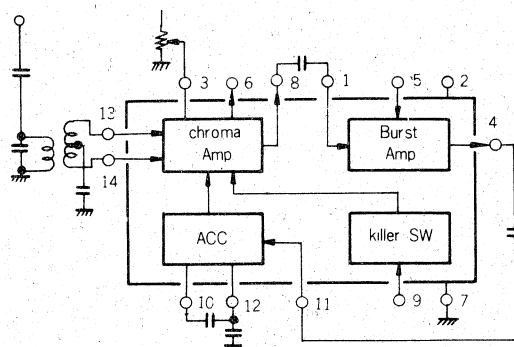 3 6 8 1 5 2
13
14
4
chroma
Amp
Burst
Amp
ACC
killer SW
10 12 11 9 7